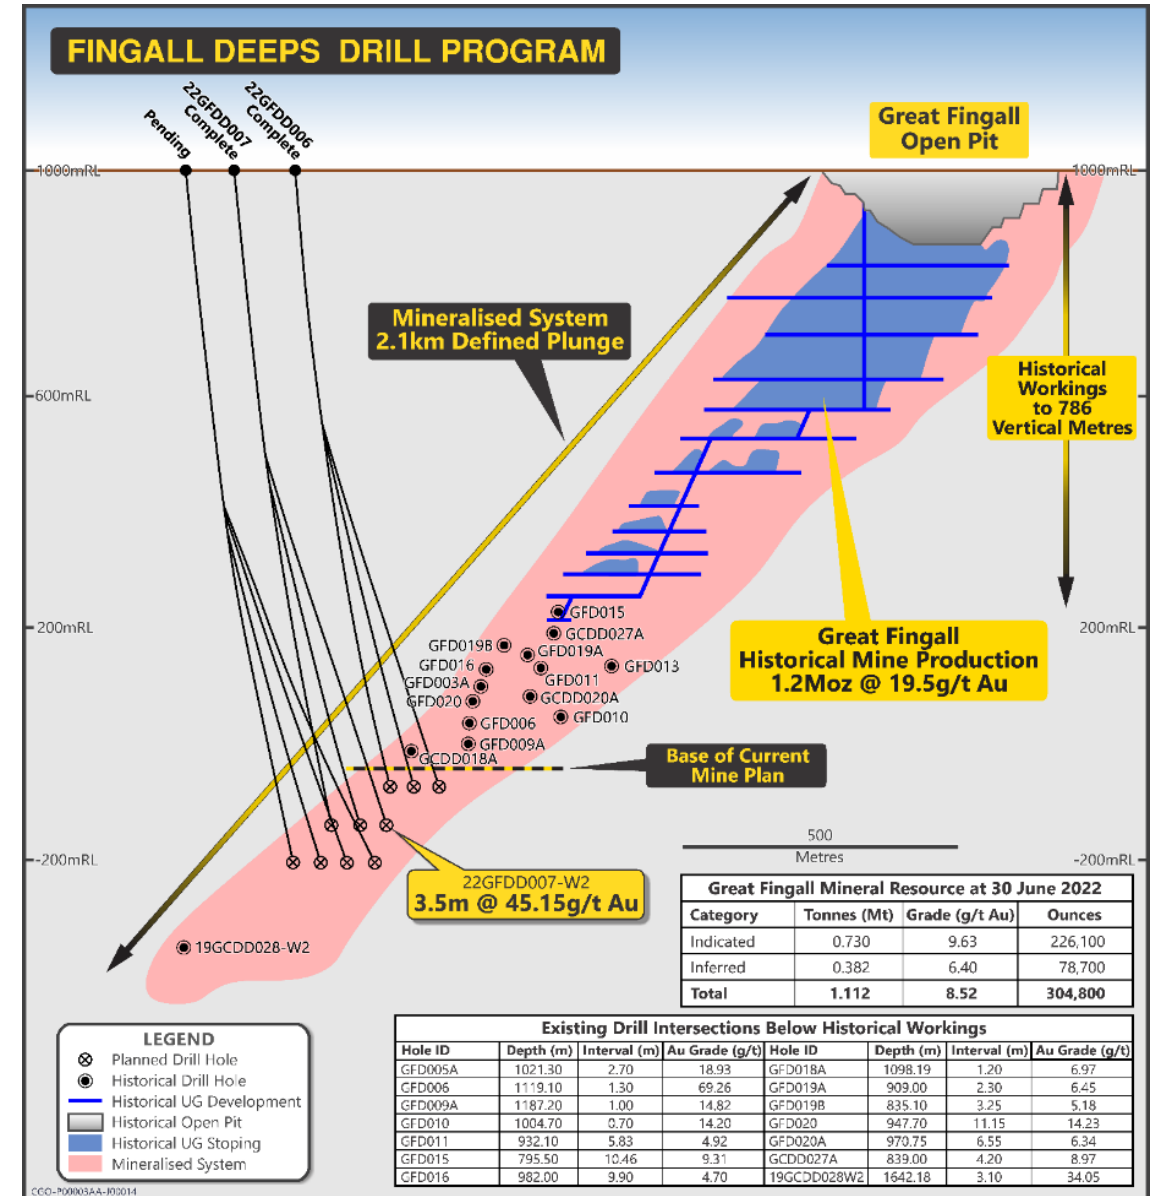 FINGALL DEEPS DRILL PROGRAM
Pending
22GFDD007
Complete
22GFDD006
Complete
Great Fingall
Open Pit
1000mRL
1000mRL
Mineralised System
2.1km Defined Plunge
Historical
Workings
to 786
Vertical Metres
600mRL
200mRL
200mRL
GFD015
GCDD027A
GFD019B
GFD019A
GFD016
GFD013
GFD003A
GFD011
GFD020
GCDD020A
GFD006
GFD010
GFD009A
GCDD018A
Great Fingall
Historical Mine Production
1.2Moz @ 19.5g/t Au
Base of Current
Mine Plan
500
Metres
-200mRL
-200mRL
22GFDD007-W2
3.5m @ 45.15g/t Au
19GCDD028-W2
Great Fingall Mineral Resource at 30 June 2022
Category Tonnes (Mt) Grade (g/t Au) Ounces
Indicated 0.730 9.63 226,100
Inferred 0.382 6.40 78,700
Total 1.112 8.52 304,800
LEGEND
Planned Drill Hole
Historical Drill Hole
Historical UG Development
Historical Open Pit
Historical UG Stoping
Mineralised System
Existing Drill Intersections Below Historical Workings
Hole ID Depth (m) Interval (m) Au Grade (g/t) Hole ID Depth (m) Interval (m) Au Grade (g/t)
GFD005A 1021.30 2.70 18.93 GFD018A 1098.19 1.20 6.97
GFD006 1119.10 1.30 69.26 GFD019A 909.00 2.30 6.45
GFD009A 1187.20 1.00 14.82 GFD019B 835.10 3.25 5.18
GFD010 1004.70 0.70 14.20 GFD020 947.70 11.15 14.23
GFD011 932.10 5.83 4.92 GFD020A 970.75 6.55 6.34
GFD015 795.50 10.46 9.31 GCDD027A 839.00 4.20 8.97
GFD016 982.00 9.90 4.70 19GCDD028W2 1642.18 3.10 34.05
CGO-P00003AA-J00014